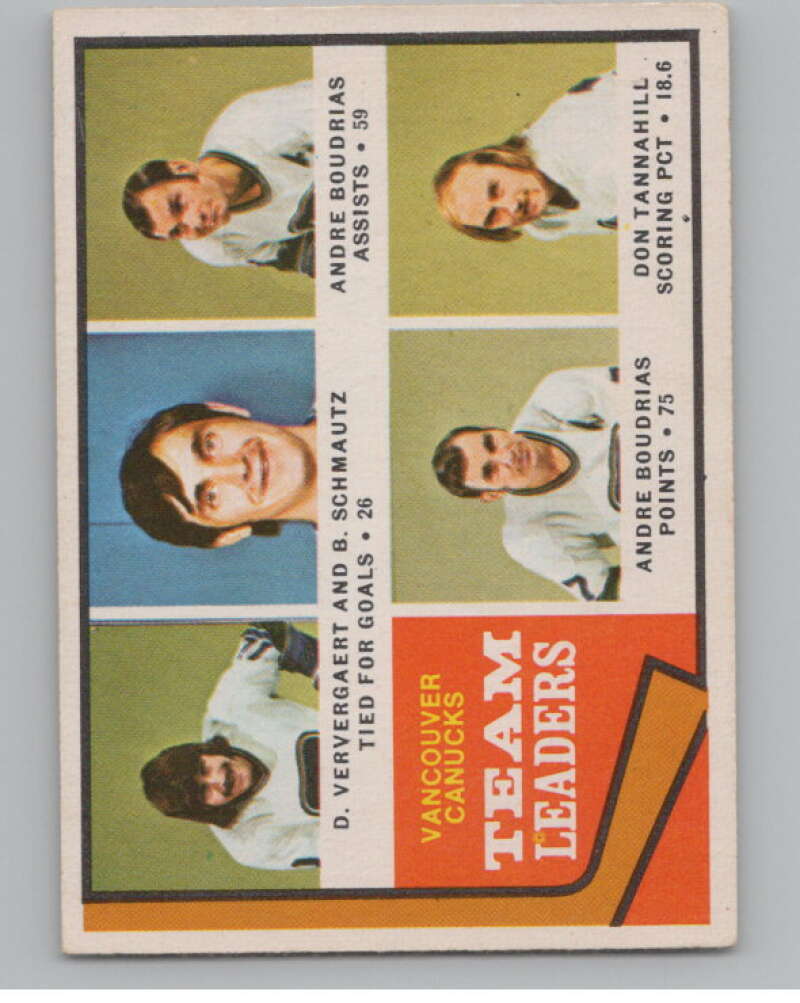 D. VERVERGAERT AND B. SCHMAUTZ
TIED FOR GOALS • 26
ANDRE BOUDRIAS
ASSISTS • 59
VANCOUVER
CANUCKS
TEAM
LEADERS
ANDRE BOUDRIAS
POINTS • 75
DON TANNAHILL
SCORING PCT • 18.6